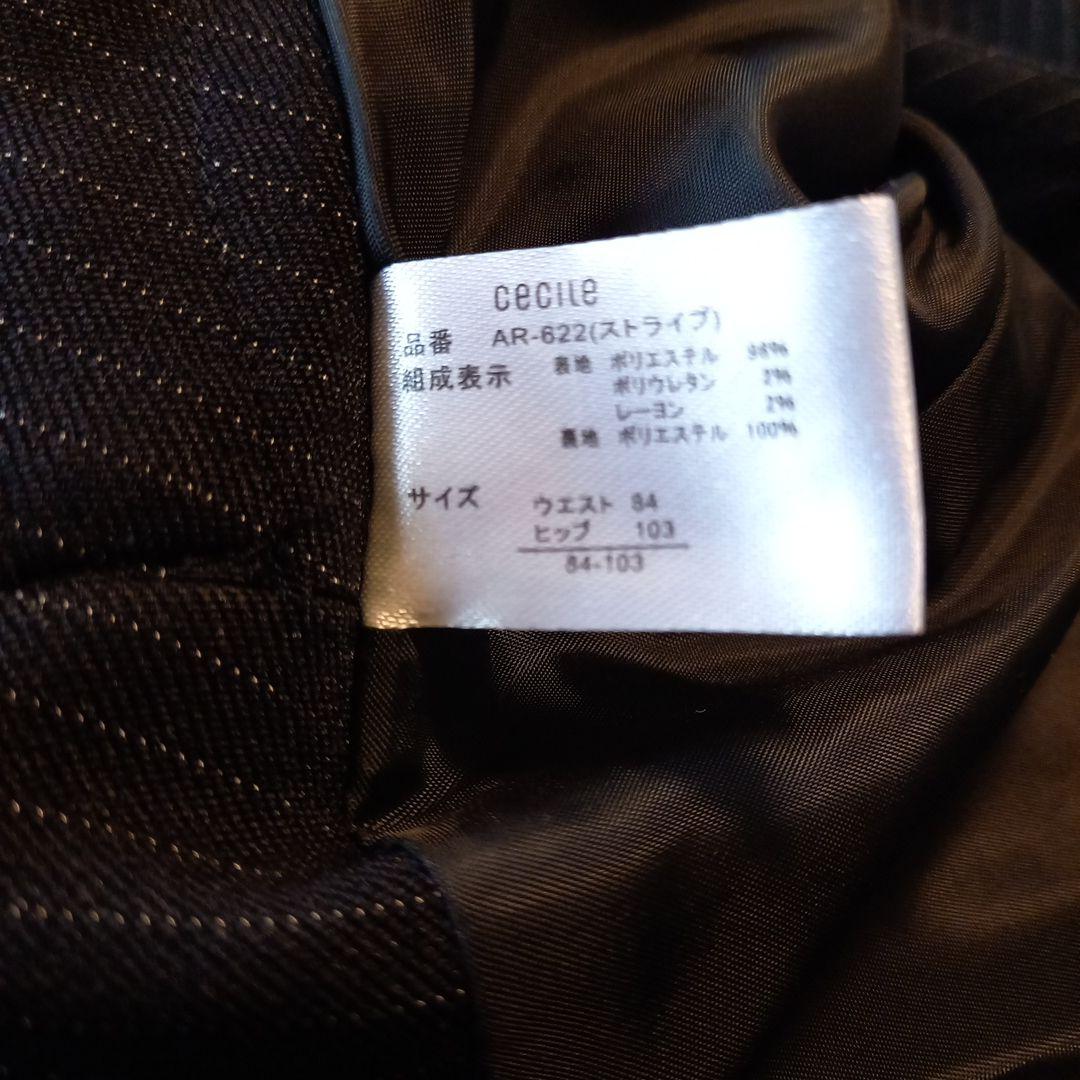 cecile
品番 AR-622(ストライプ)
組成表示 表地 ポリエステル 96%
ポリウレタン 2%
レーヨン 2%
裏地 ポリエステル 100%
サイズ ウエスト 84
ヒップ 103
84-103